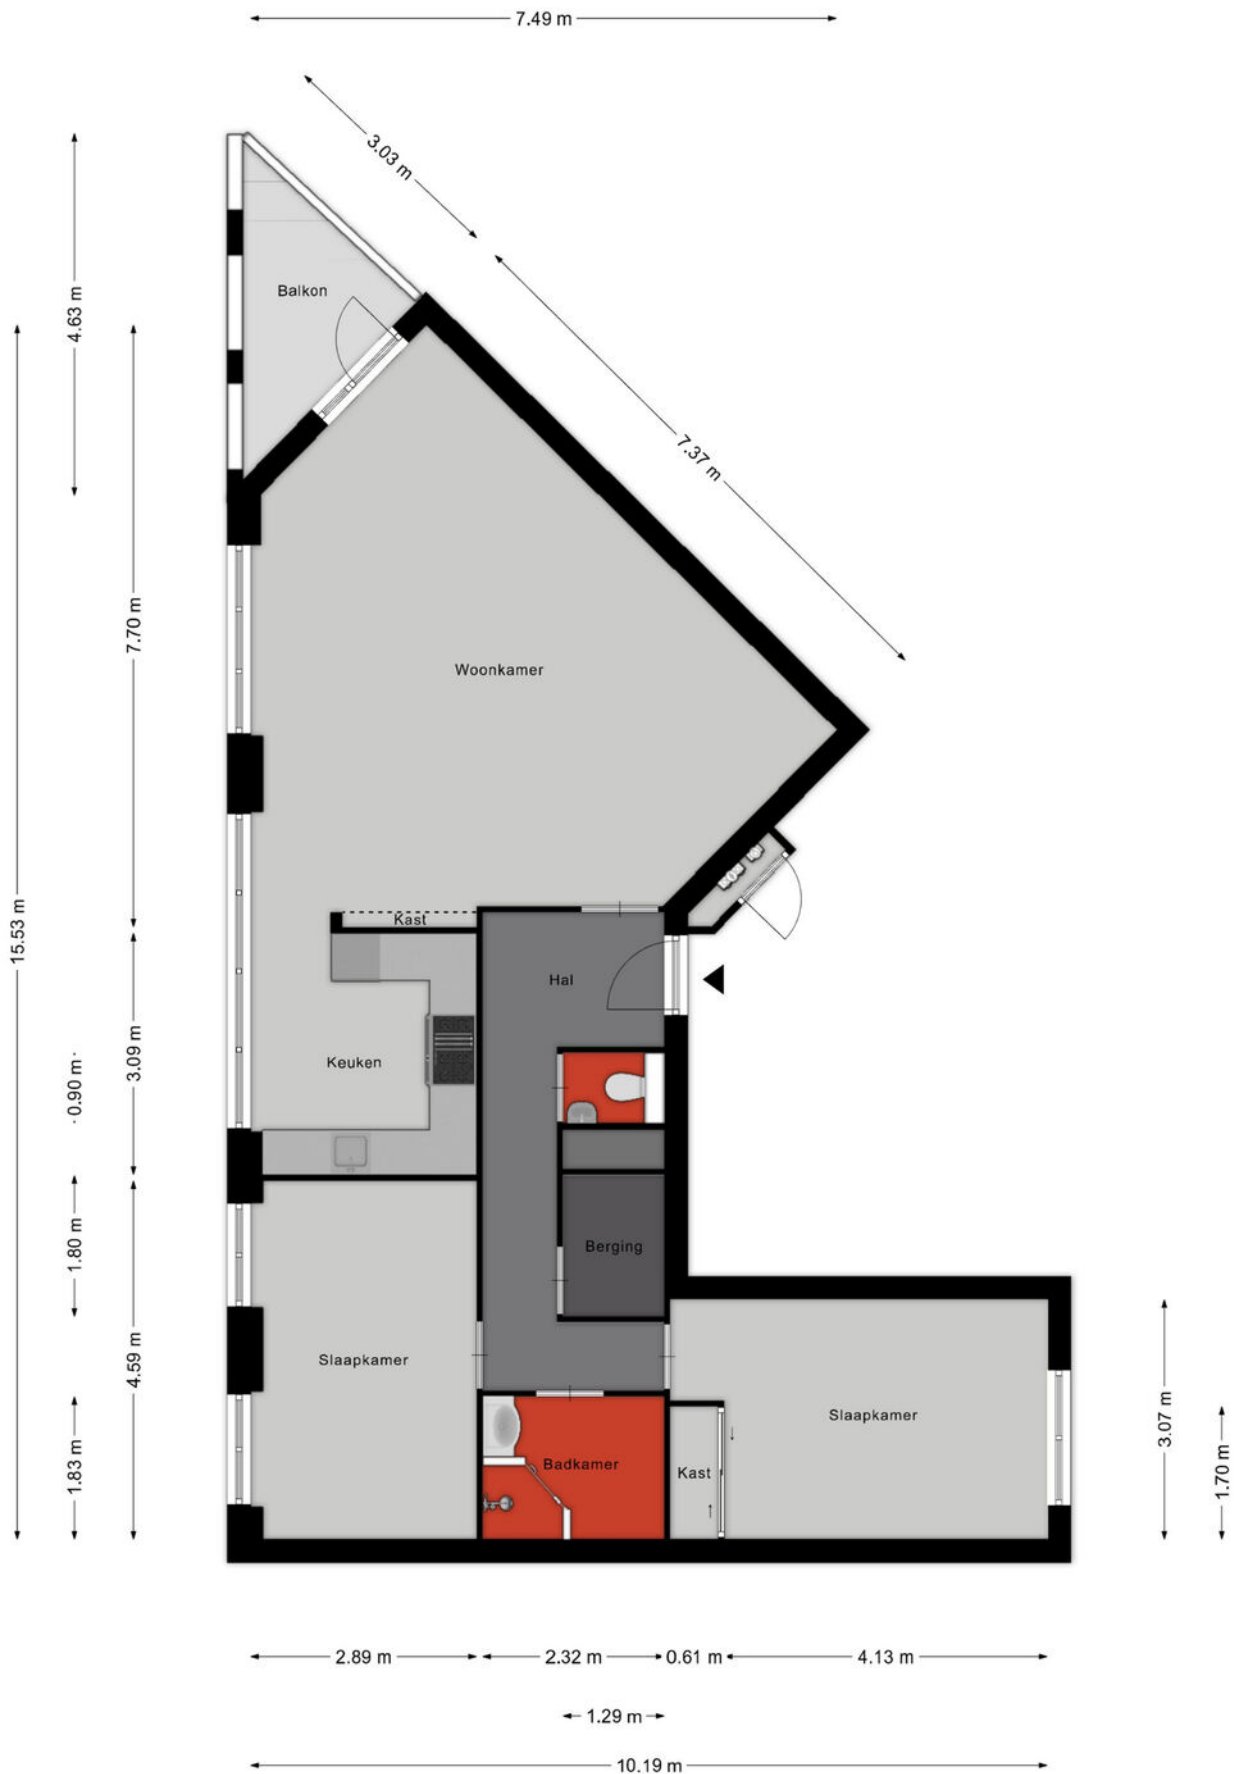 7.49 m
3.03 m
4.63 m
Balkon
7.37 m
7.70 m
Woonkamer
15.53 m
Kast
Hal
3.09 m
0.90 m
Keuken
1.80 m
Berging
4.59 m
Slaapkamer
3.07 m
Slaapkamer
1.83 m
Badkamer
Kast
1.70 m
2.89 m
2.32 m
0.61 m
4.13 m
1.29 m
10.19 m